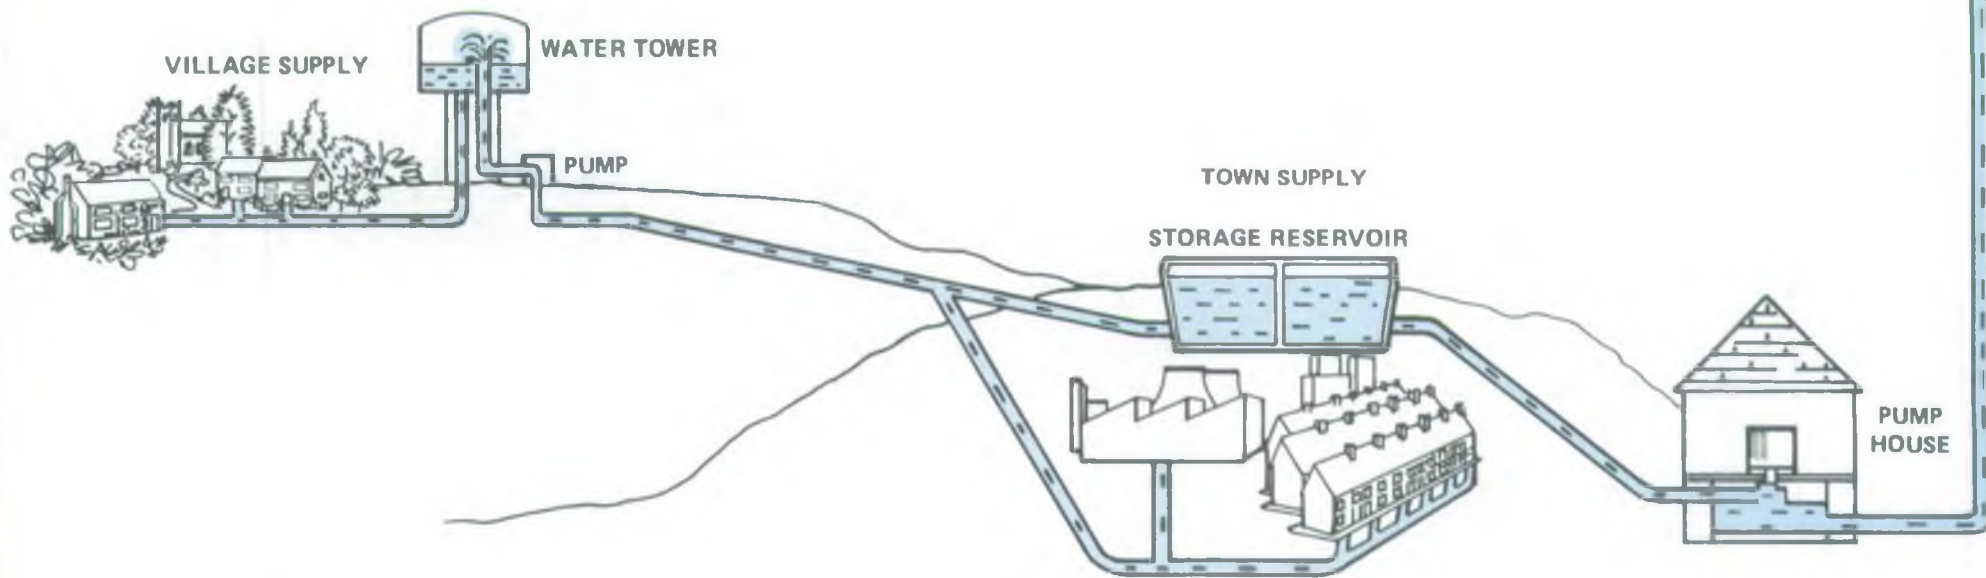 VILLAGE SUPPLY
WATER TOWER
PUMP
TOWN SUPPLY
STORAGE RESERVOIR
PUMP
HOUSE